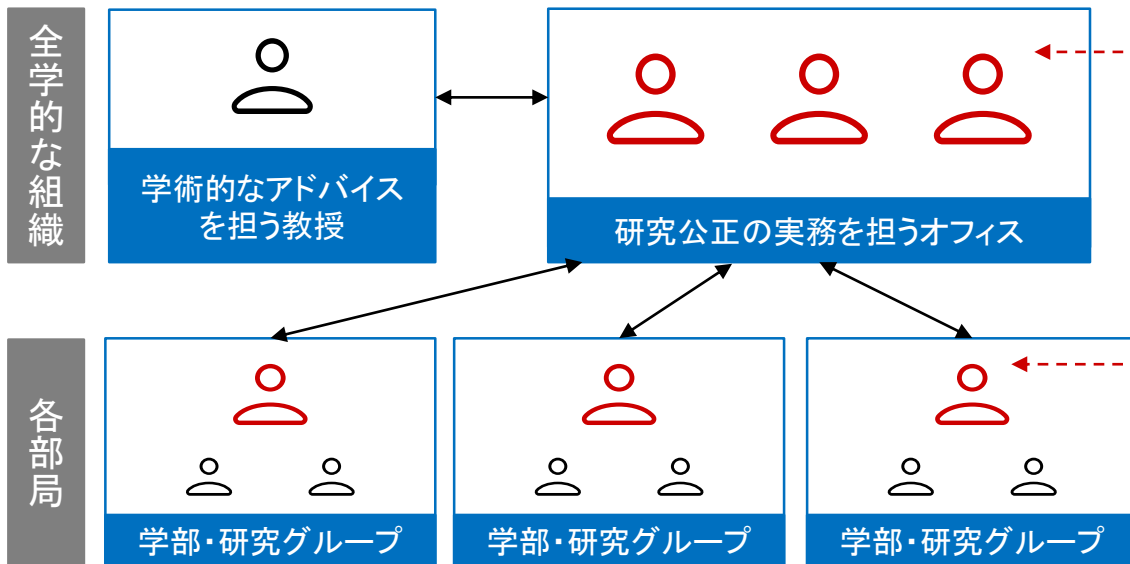 全学的な組織
学術的なアドバイス
を担う教授
研究公正の実務を担うオフィス
各部局
学部・研究グループ
学部・研究グループ
学部・研究グループ